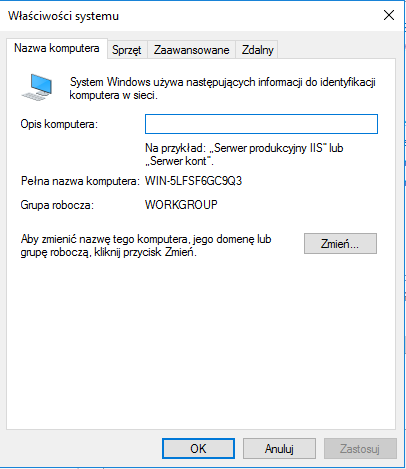 Właściwości systemu
Nazwa komputera
Sprzęt
Zaawansowane
Zdalny
System Windows używa następujących informacji do identyfikacji
komputera w sieci.
Opis komputera:
Na przykład: „Serwer produkcyjny IIS” lub
„Serwer kont”.
Pełna nazwa komputera: WIN-5LFSF6GC9Q3
Grupa robocza: WORKGROUP
Aby zmienić nazwę tego komputera, jego domenę lub
grupę roboczą, kliknij przycisk Zmień.
Zmień...
OK
Anuluj
Zastosuj